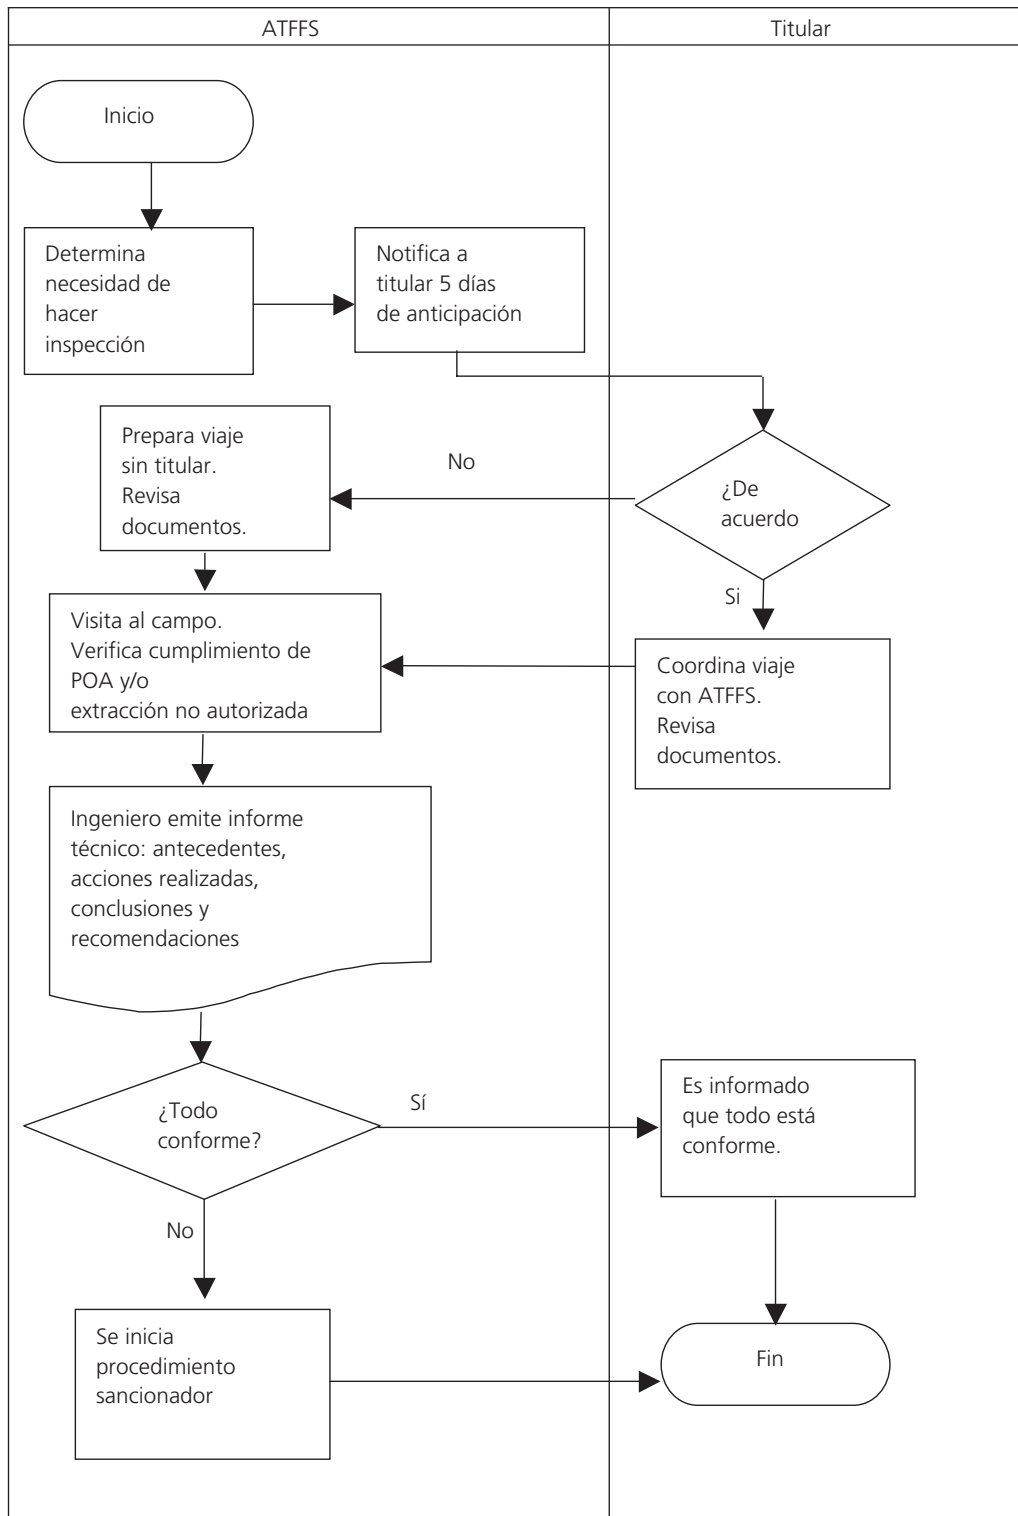 ATFFS
Titular
Inicio
Determina
necesidad de
hacer
inspección
Notifica a
titular 5 días
de anticipación
Prepara viaje
sin titular.
Revisa
documentos.
No
¿De
acuerdo
Si
Visita al campo.
Verifica cumplimiento de
POA y/o
extracción no autorizada
Coordina viaje
con ATFFS.
Revisa
documentos.
Ingeniero emite informe
técnico: antecedentes,
acciones realizadas,
conclusiones y
recomendaciones
¿Todo
conforme?
Sí
Es informado
que todo está
conforme.
No
Se inicia
procedimiento
sancionador
Fin